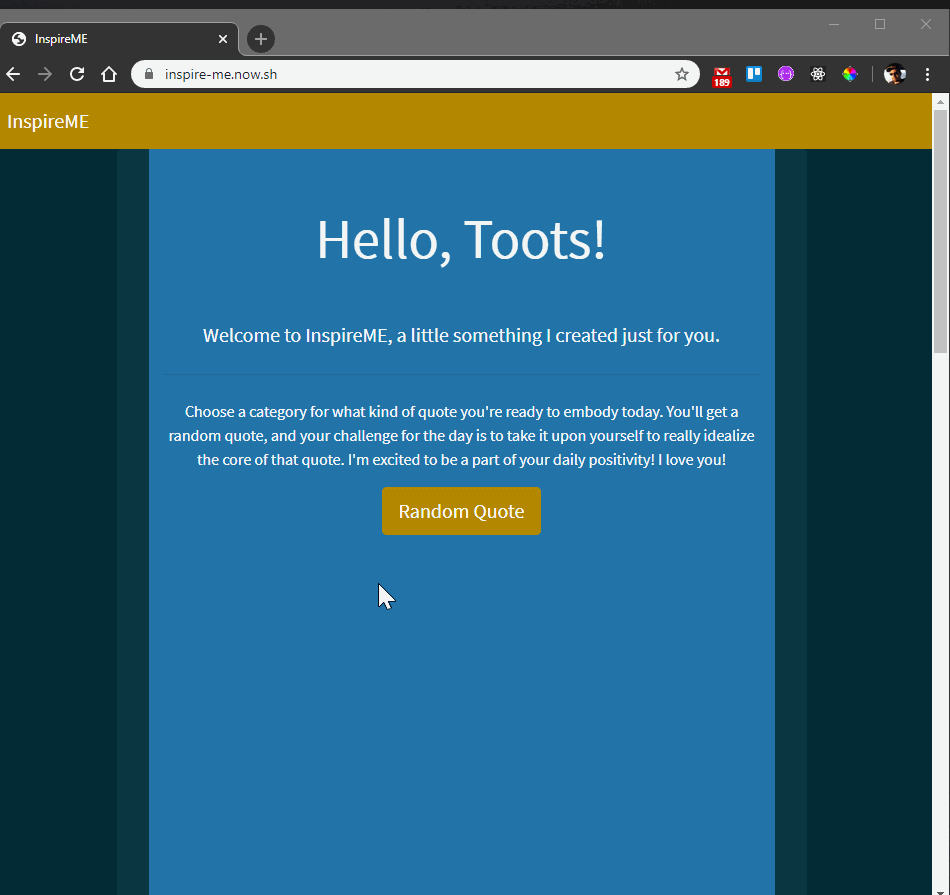 InspireME
inspire-me.now.sh
189
InspireME
Hello, Toots!
Welcome to InspireME, a little something I created just for you.
Choose a category for what kind of quote you're ready to embody today. You'll get a
random quote, and your challenge for the day is to take it upon yourself to really idealize
the core of that quote. I'm excited to be a part of your daily positivity! I love you!
Random Quote